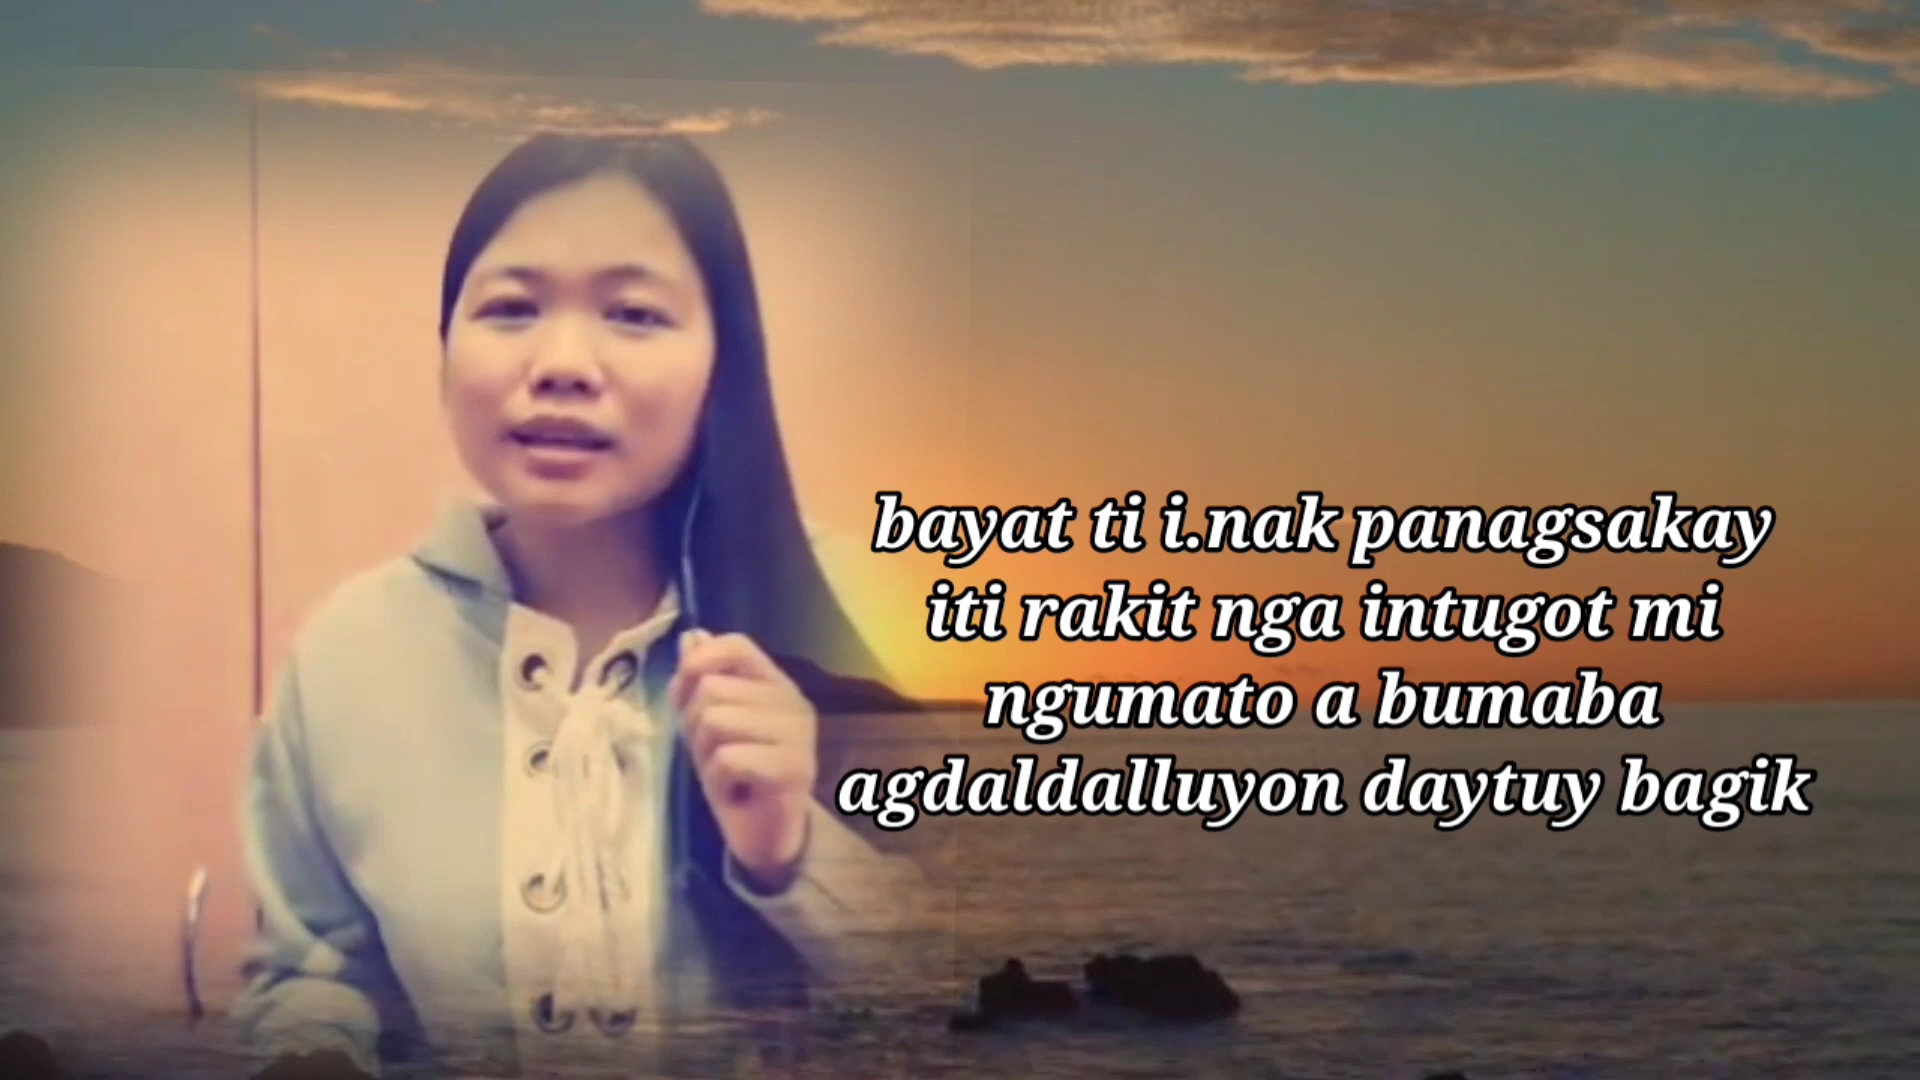 bayat ti i.nak panagsakay
iti rakit nga intugot mi
ngumato a bumaba
agdaldalluyon daytuy bagik